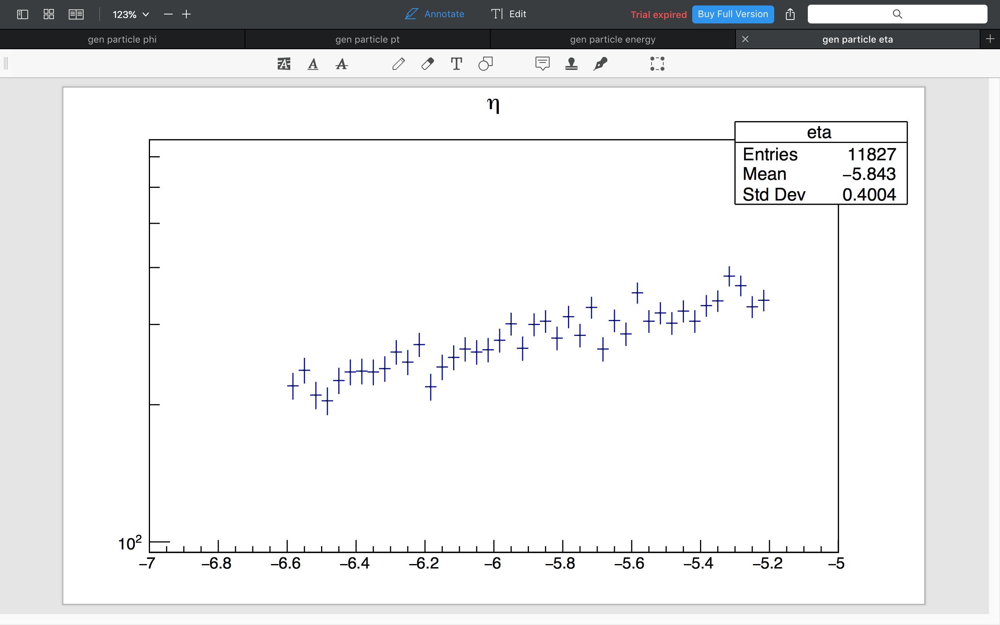 123%
Annotate
Edit
Trial expired
Buy Full Version
gen particle phi
gen particle pt
gen particle energy
gen particle eta
η
eta
Entries 11827
Mean −5.843
Std Dev 0.4004
10²
−7 −6.8 −6.6 −6.4 −6.2 −6 −5.8 −5.6 −5.4 −5.2 −5